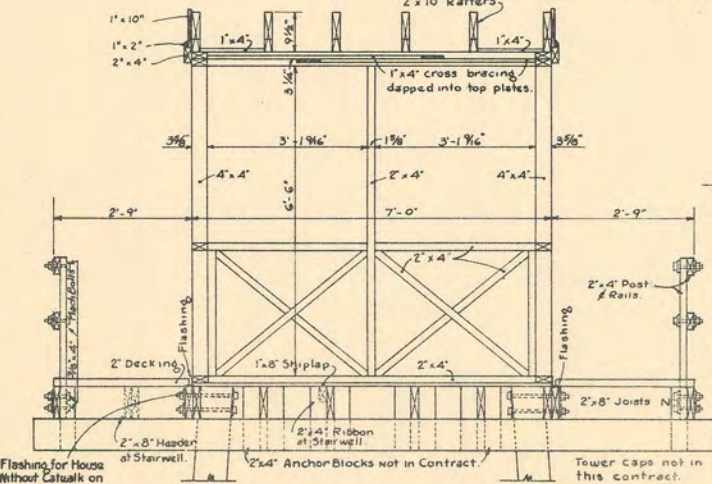 2"x10" Rafters
1"x10"
1"x2"
2"x4"
1"x4"
9 1/2"
1"x4"
3 1/4"
1"x4" cross bracing
dapped into top plates.
3 5/8"
3'-1 9/16"
1 5/8"
3'-1 9/16"
3 5/8"
4"x4"
6'-6"
2"x4"
4"x4"
2'-9"
7'-0"
2'-9"
2"x4"
2"x4" Post
& Rails.
3/8"x4" Mach Bolts
Flashing
Flashing
2" Decking
1"x8" Shiplap
2"x4"
2"x8" Joists
2"x8" Header
at Stairwell.
2"x4" Ribbon
at Stairwell.
Flashing for House
Without Catwalk on
2"x4" Anchor Blocks not in Contract.
Tower caps not in
this contract.